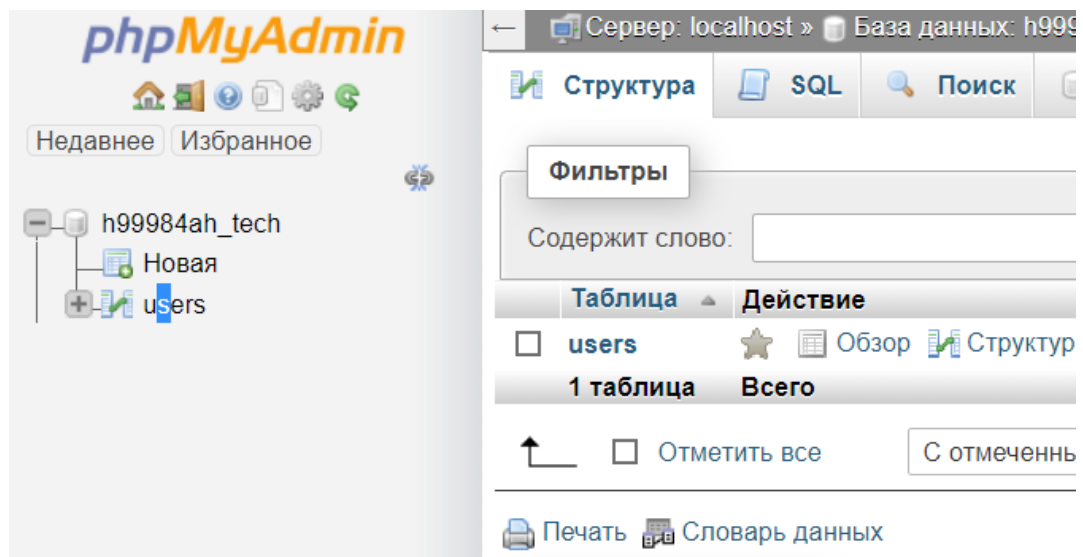 phpMyAdmin
Недавнее Избранное
h99984ah_tech
Новая
users
Сервер: localhost » База данных: h999
Структура SQL Поиск
Фильтры
Содержит слово:
Таблица Действие
users Обзор Структур
1 таблица Всего
Отметить все С отмеченны
Печать Словарь данных